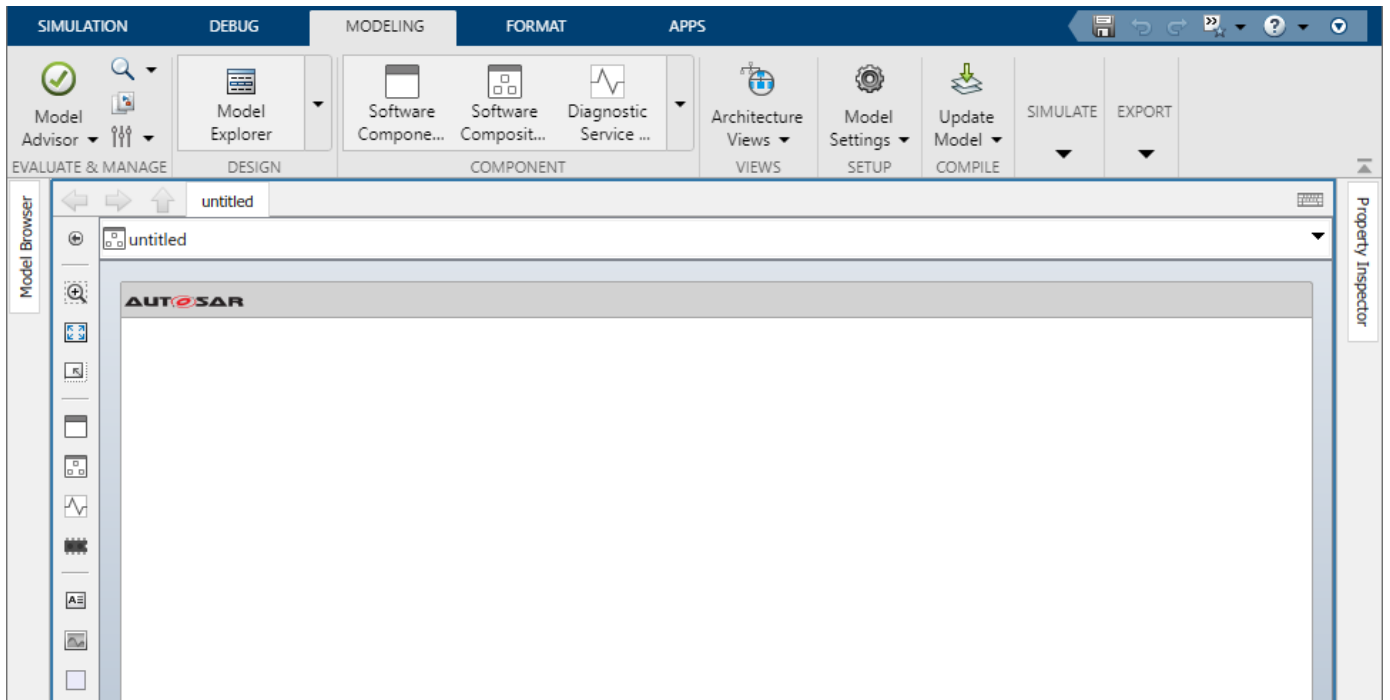 SIMULATION DEBUG MODELING FORMAT APPS
Model Advisor
Model Explorer
Software Compone...
Software Composit...
Diagnostic Service ...
Architecture Views
Model Settings
Update Model
SIMULATE
EXPORT
EVALUATE & MANAGE DESIGN COMPONENT VIEWS SETUP COMPILE
Model Browser
untitled
untitled
Property Inspector
AUTOSAR